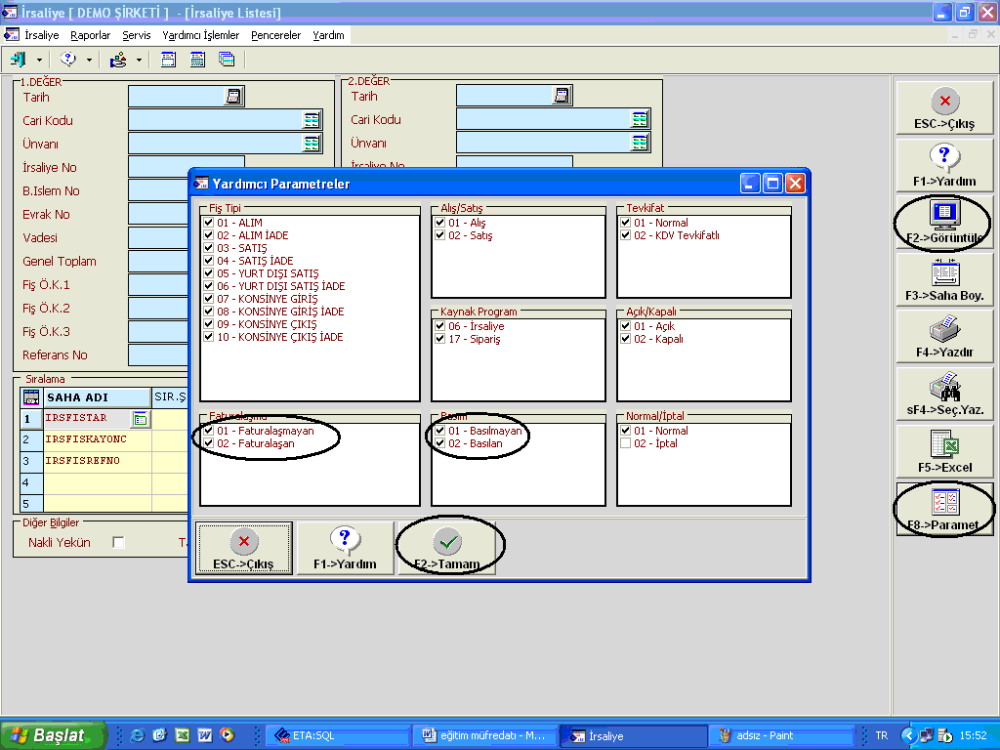 İrsaliye [ DEMO ŞİRKETİ ] - [İrsaliye Listesi]
İrsaliye Raporlar Servis Yardımcı İşlemler Pencereler Yardım
1.DEĞER
Tarih
Cari Kodu
Ünvanı
İrsaliye No
B.Islem No
Evrak No
Vadesi
Genel Toplam
Fiş Ö.K.1
Fiş Ö.K.2
Fiş Ö.K.3
Referans No
2.DEĞER
Tarih
Cari Kodu
Ünvanı
İrsaliye No
Sıralama
SAHA ADI SIR.Ş
1 IRSFISTAR
2 IRSFISKAYONC
3 IRSFISREFNO
4
5
Diğer Bilgiler
Nakli Yekün
Yardımcı Parametreler
Fiş Tipi
01 - ALIM
02 - ALIM İADE
03 - SATIŞ
04 - SATIŞ İADE
05 - YURT DIŞI SATIŞ
06 - YURT DIŞI SATIŞ İADE
07 - KONSİNYE GİRİŞ
08 - KONSİNYE GİRİŞ İADE
09 - KONSİNYE ÇIKIŞ
10 - KONSİNYE ÇIKIŞ İADE
Alış/Satış
01 - Alış
02 - Satış
Tevkifat
01 - Normal
02 - KDV Tevkifatlı
Kaynak Program
06 - İrsaliye
17 - Sipariş
Açık/Kapalı
01 - Açık
02 - Kapalı
Faturalaşma
01 - Faturalaşmayan
02 - Faturalaşan
Basım
01 - Basılmayan
02 - Basılan
Normal/İptal
01 - Normal
02 - İptal
ESC->Çıkış
F1->Yardım
F2->Tamam
ESC->Çıkış
F1->Yardım
F2->Görüntüle
F3->Saha Boy.
F4->Yazdır
sF4->Seç.Yaz.
F5->Excel
F8->Paramet
Başlat
ETA:SQL
eğitim müfredatı - M...
İrsaliye
adsız - Paint
TR
15:52